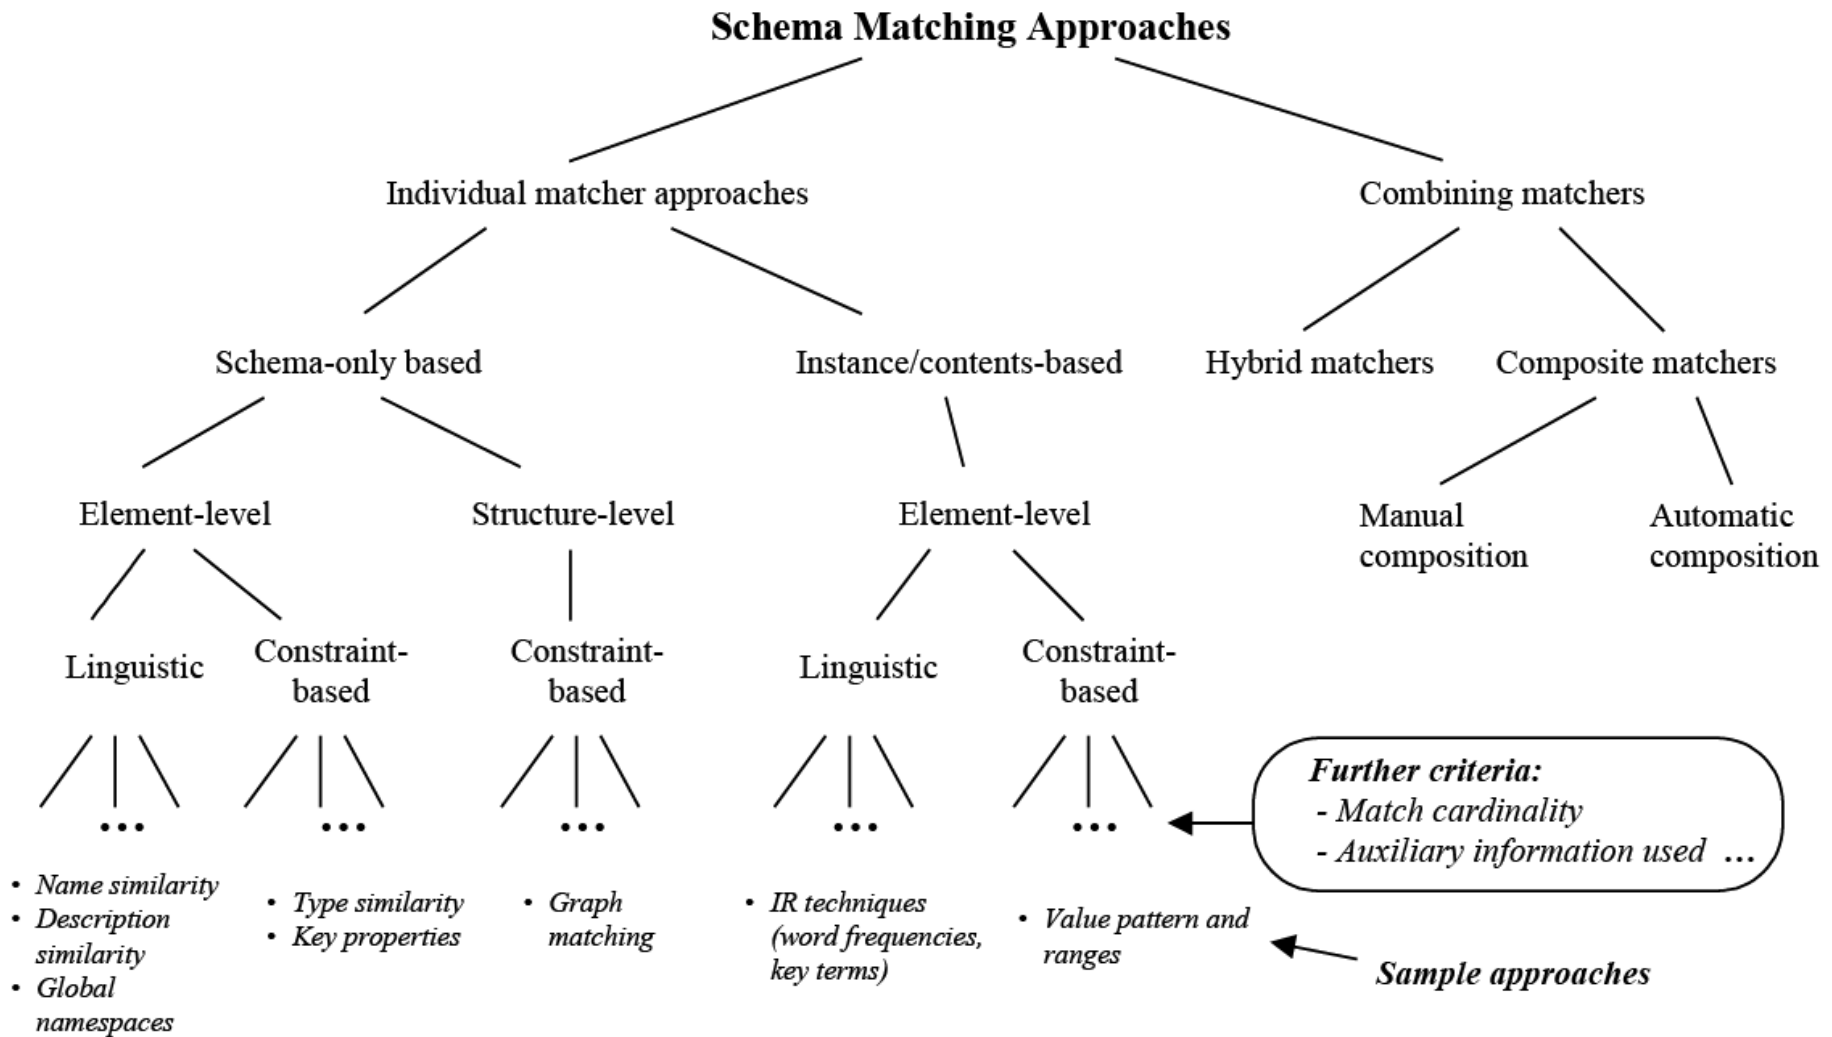 Schema Matching Approaches
Individual matcher approaches
Combining matchers
Schema-only based
Instance/contents-based
Hybrid matchers
Composite matchers
Element-level
Structure-level
Element-level
Manual
composition
Automatic
composition
Linguistic
Constraint-
based
Constraint-
based
Linguistic
Constraint-
based
...
...
...
...
...
Further criteria:
- Match cardinality
- Auxiliary information used ...
• Name similarity
• Description
similarity
• Global
namespaces
• Type similarity
• Key properties
• Graph
matching
• IR techniques
(word frequencies,
key terms)
• Value pattern and
ranges
Sample approaches